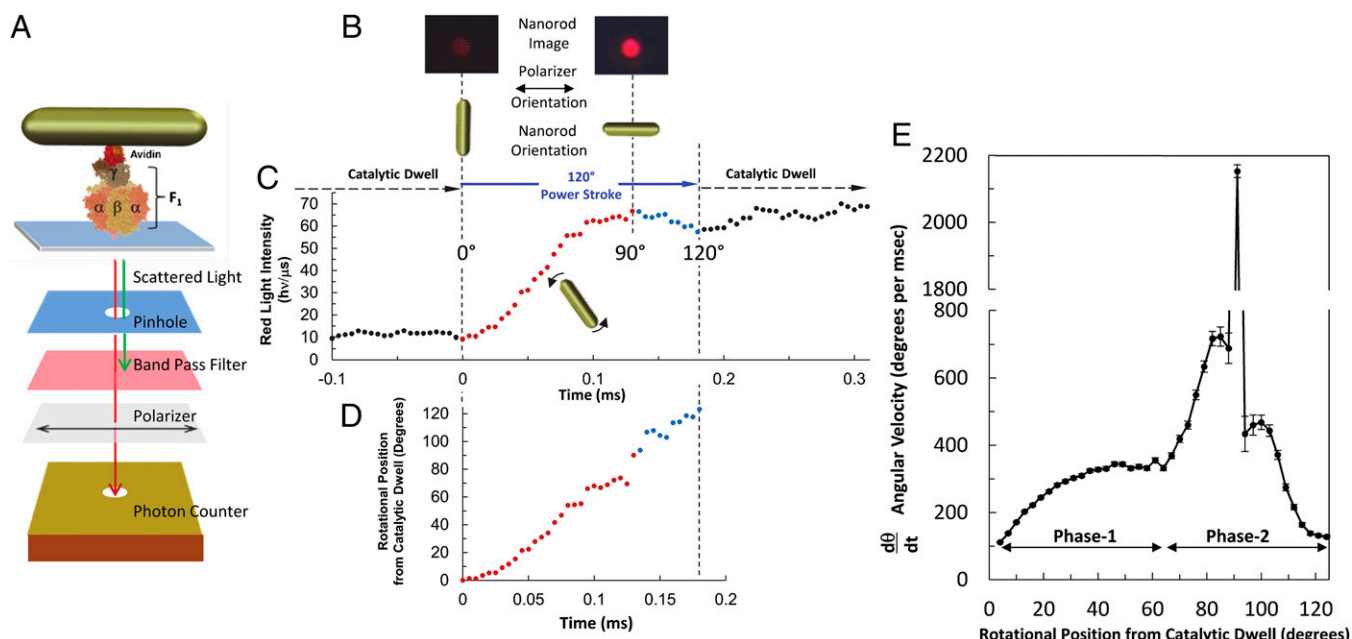 A
Avidin
γ
α β α
F1
Scattered Light
Pinhole
Band Pass Filter
Polarizer
Photon Counter
B
Nanorod
Image
Polarizer
Orientation
Nanorod
Orientation
C
Catalytic Dwell
120°
Power Stroke
Catalytic Dwell
Red Light Intensity
(hν/µs)
70
60
50
40
30
20
10
0
0°
90°
120°
-0.1
0
0.1
0.2
0.3
Time (ms)
D
Rotational Position
from Catalytic Dwell (Degrees)
120
100
80
60
40
20
0
0
0.05
0.1
0.15
0.2
Time (ms)
E
Angular Velocity (degrees per msec)
dθ
dt
2200
2000
1800
800
600
400
200
0
Phase-1
Phase-2
0 20 40 60 80 100 120
Rotational Position from Catalytic Dwell (degrees)